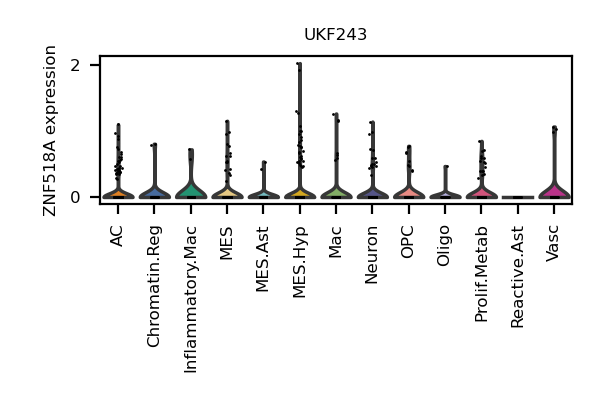 UKF243
ZNF518A expression
2
0
AC
Chromatin.Reg
Inflammatory.Mac
MES
MES.Ast
MES.Hyp
Mac
Neuron
OPC
Oligo
Prolif.Metab
Reactive.Ast
Vasc